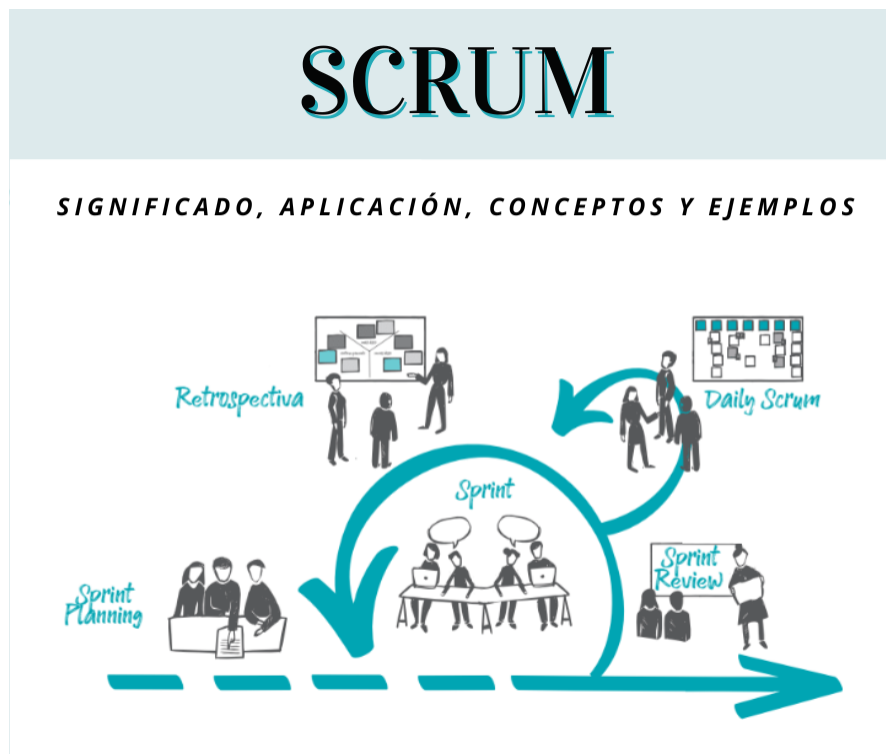 SCRUM
SIGNIFICADO, APLICACIÓN, CONCEPTOS Y EJEMPLOS
Retrospectiva
Daily Scrum
Sprint
Sprint
Review
Sprint
Planning